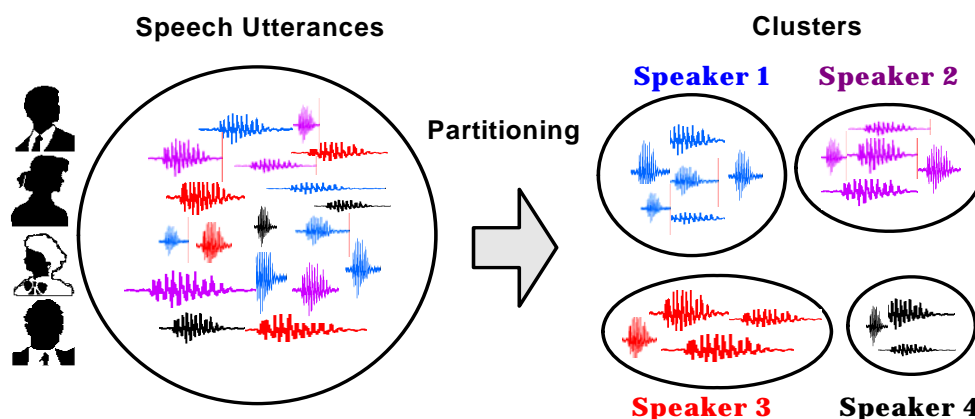 Speech Utterances
Clusters
Speaker 1
Speaker 2
Partitioning
Speaker 3
Speaker 4